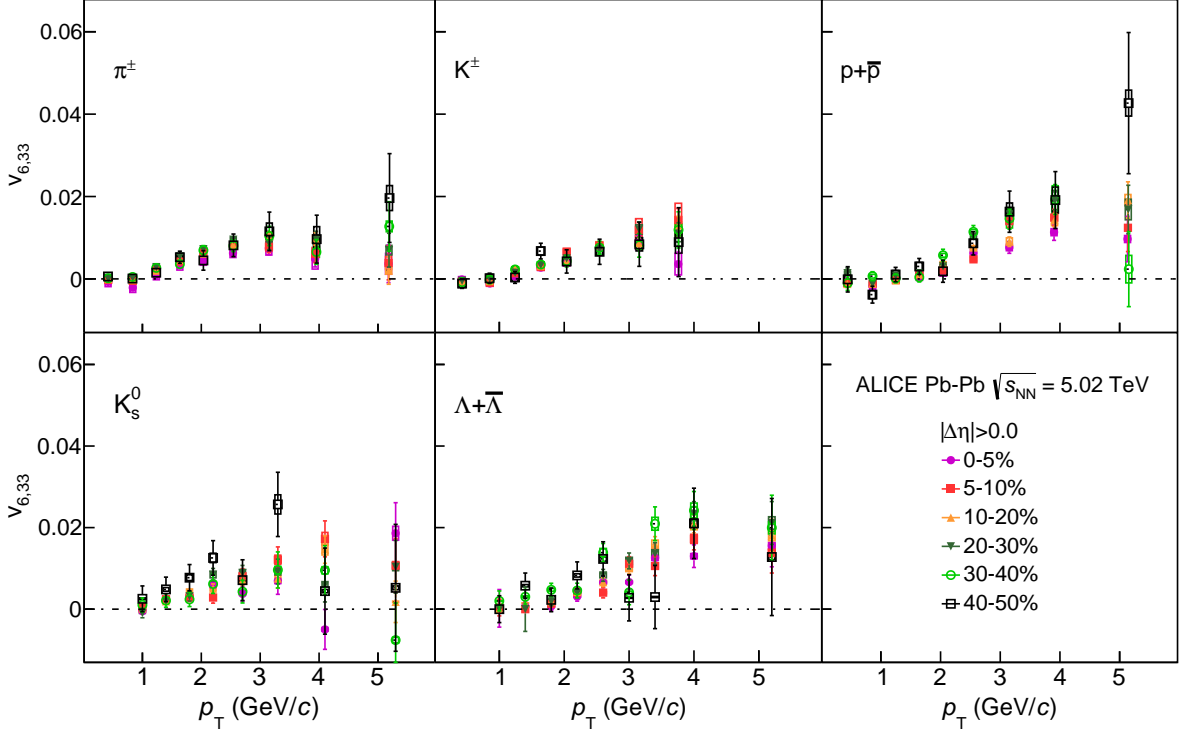 0.06
0.04
0.02
0
v6,33
π±
K±
p+p̅
0.06
0.04
0.02
0
v6,33
K0s
Λ+Λ̅
ALICE Pb-Pb √sNN = 5.02 TeV
|Δη|>0.0
0-5%
5-10%
10-20%
20-30%
30-40%
40-50%
1 2 3 4 5
1 2 3 4 5
1 2 3 4 5
pT (GeV/c)
pT (GeV/c)
pT (GeV/c)